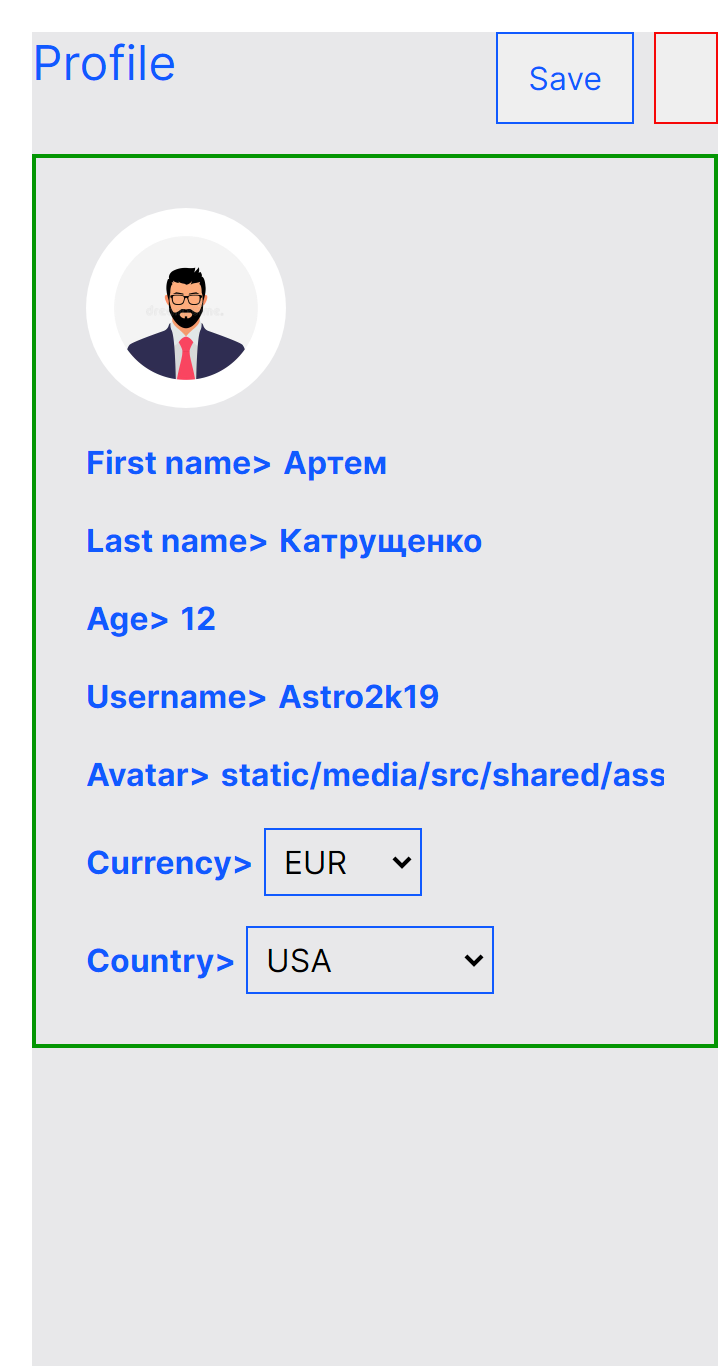 Profile
Save
First name> Артем
Last name> Катрущенко
Age> 12
Username> Astro2k19
Avatar> static/media/src/shared/ass
Currency> EUR
Country> USA